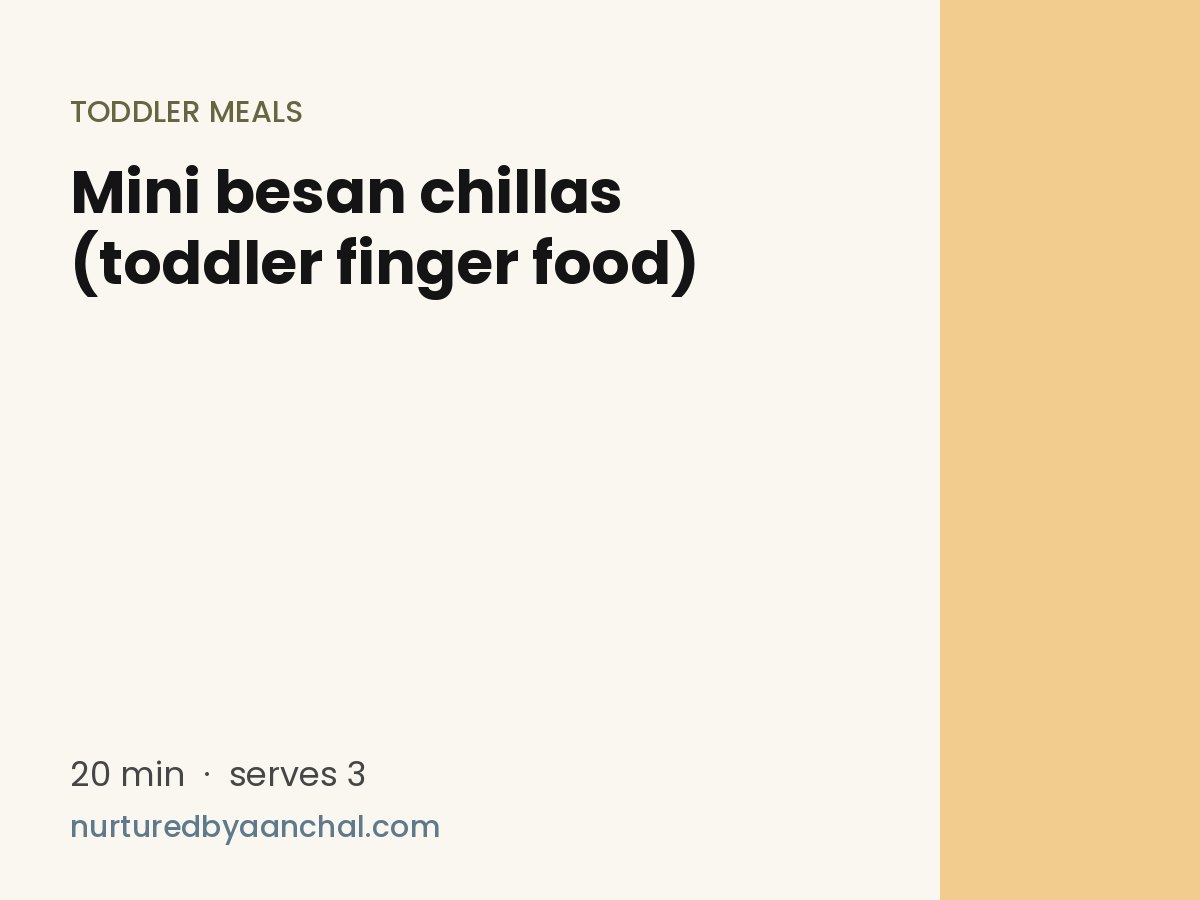 TODDLER MEALS
Mini besan chillas
(toddler finger food)
20 min · serves 3
nurturedbyaanchal.com